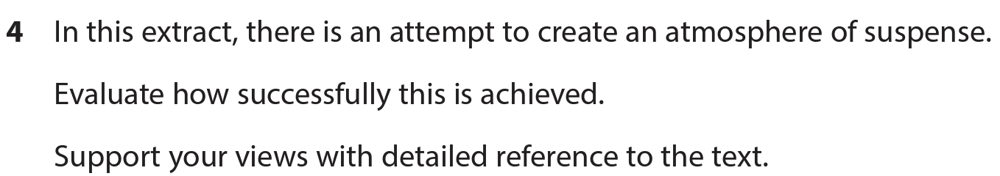 4 In this extract, there is an attempt to create an atmosphere of suspense.
Evaluate how successfully this is achieved.
Support your views with detailed reference to the text.